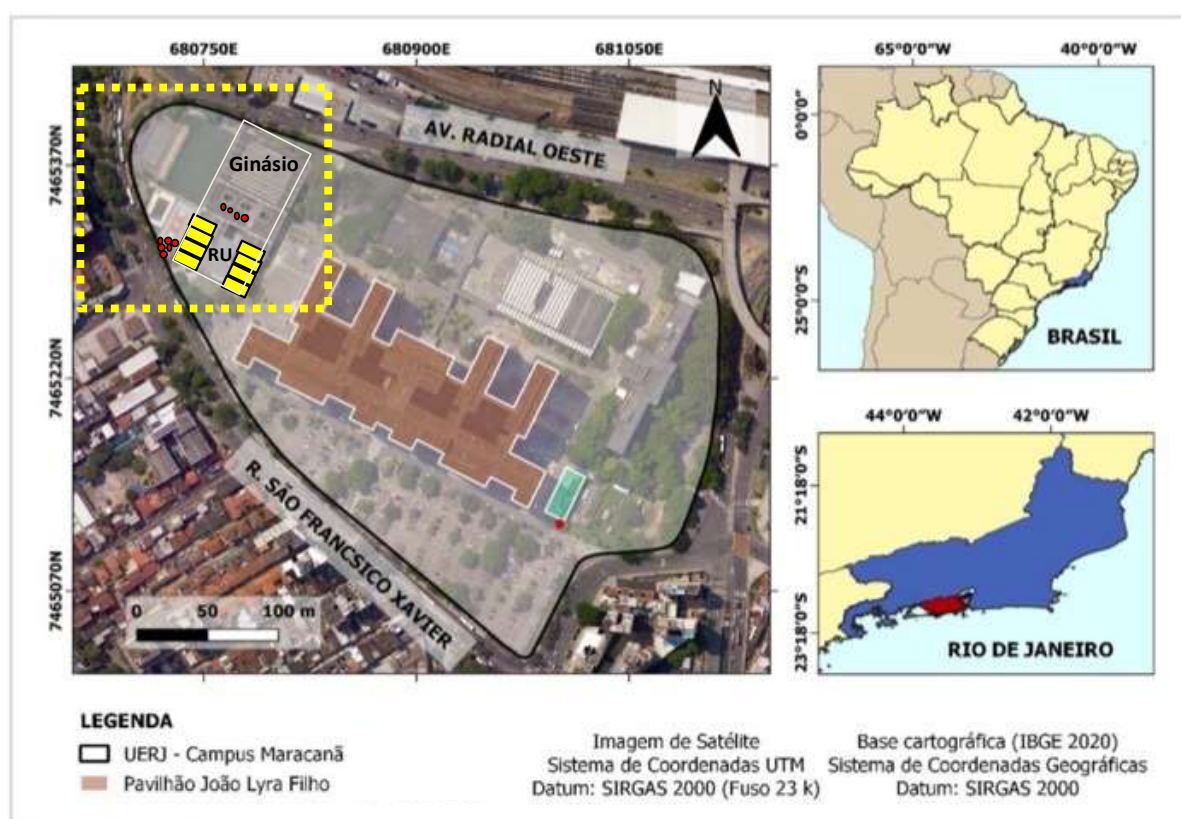 680750E 680900E 681050E
7465370N
7465220N
7465070N
N
AV. RADIAL OESTE
Ginásio
RU
R. SÃO FRANCSICO XAVIER
0 50 100 m
65°0'0"W 40°0'0"W
0°0'0"
25°0'0"S
BRASIL
44°0'0"W 42°0'0"W
21°18'0"S
23°18'0"S
RIO DE JANEIRO
LEGENDA
UERJ - Campus Maracanã
Pavilhão João Lyra Filho
Imagem de Satélite
Sistema de Coordenadas UTM
Datum: SIRGAS 2000 (Fuso 23 k)
Base cartográfica (IBGE 2020)
Sistema de Coordenadas Geográficas
Datum: SIRGAS 2000